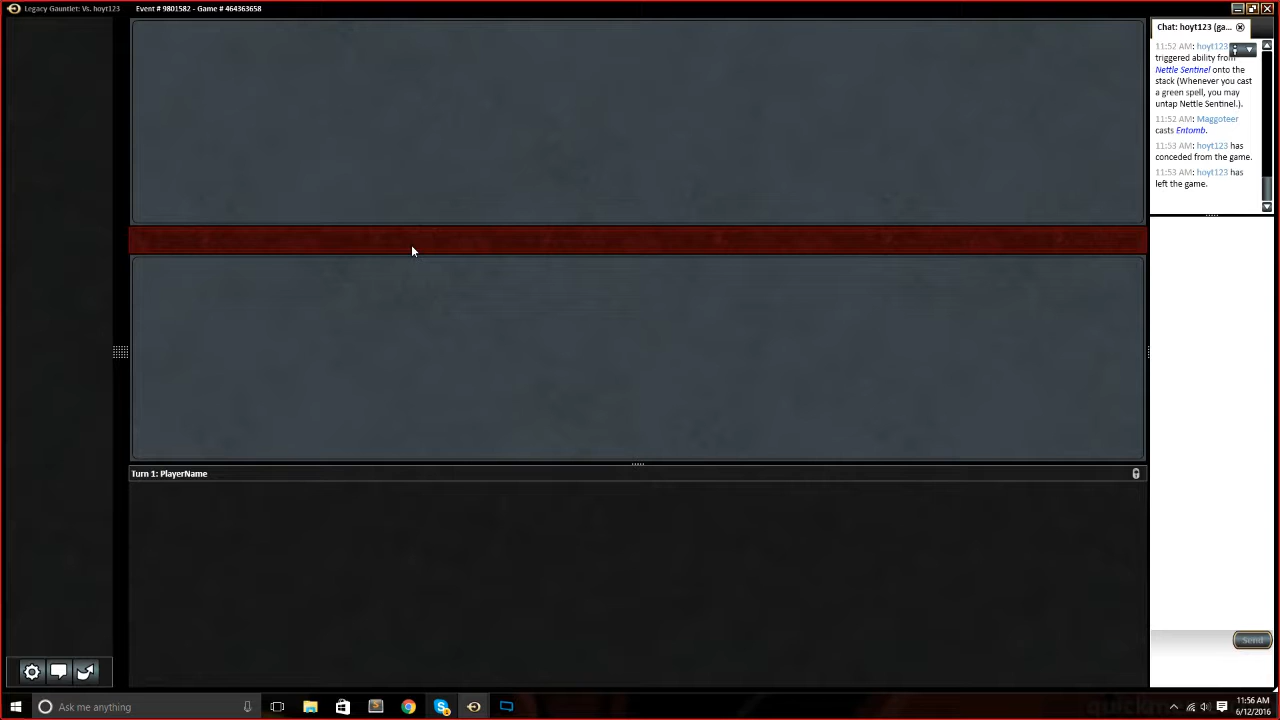 Legacy Gauntlet: Vs. hoyt123
Event # 9801582 - Game # 464363658
Chat: hoyt123 (ga...
11:52 AM: hoyt123
triggered ability from
Nettle Sentinel onto the
stack (Whenever you cast
a green spell, you may
untap Nettle Sentinel.).
11:52 AM: Maggoteer
casts Entomb.
11:53 AM: hoyt123 has
conceded from the game.
11:53 AM: hoyt123 has
left the game.
Turn 1: PlayerName
Send
Ask me anything
11:56 AM
6/12/2016